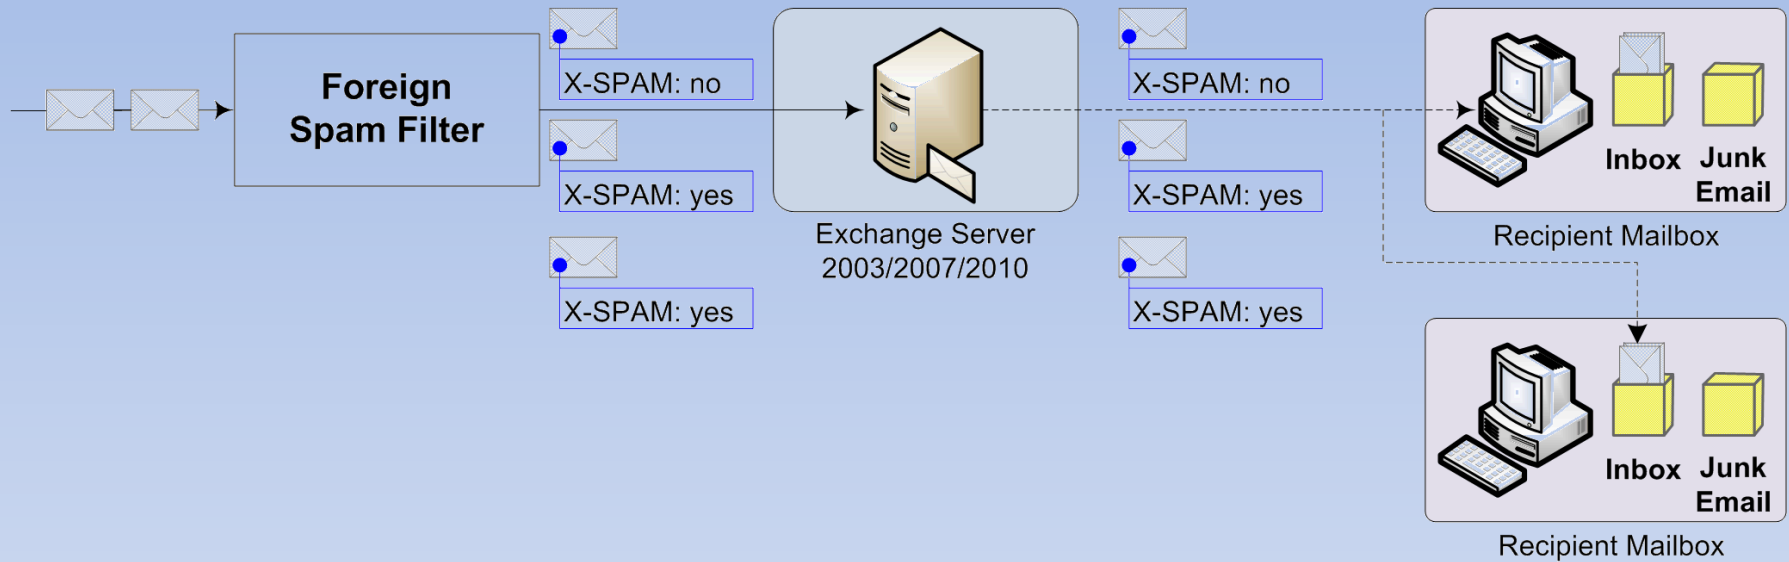 Foreign
Spam Filter
X-SPAM: no
X-SPAM: yes
X-SPAM: yes
Exchange Server
2003/2007/2010
X-SPAM: no
X-SPAM: yes
X-SPAM: yes
Inbox
Junk
Email
Recipient Mailbox
Inbox
Junk
Email
Recipient Mailbox